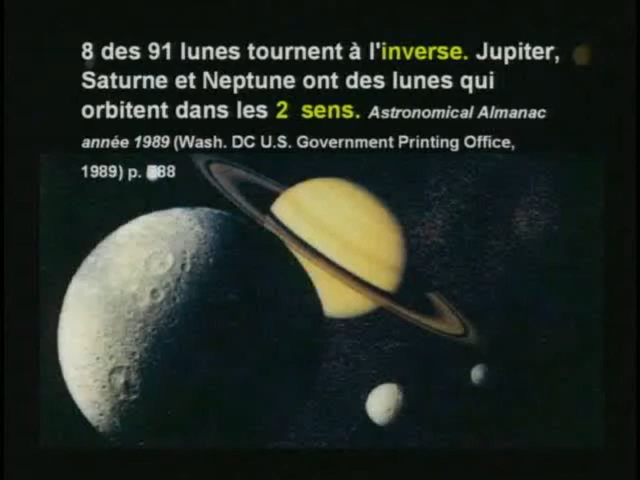 8 des 91 lunes tournent à l'inverse. Jupiter,
Saturne et Neptune ont des lunes qui
orbitent dans les 2 sens. Astronomical Almanac
année 1989 (Wash. DC U.S. Government Printing Office,
1989) p.